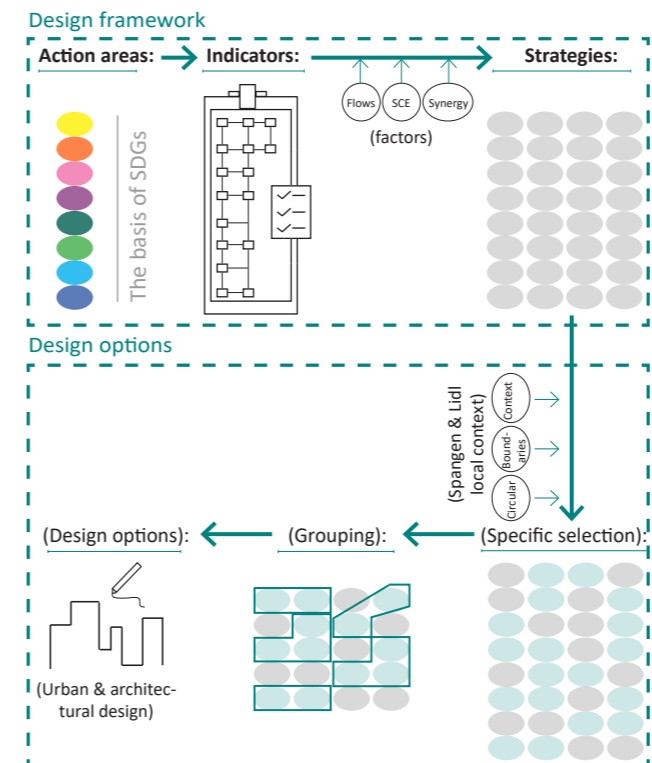 Design framework
Action areas:
Indicators:
Strategies:
Flows
SCE
Synergy
(factors)
The basis of SDGs
Design options
(Spangen & Lidl
local context)
Context
Bound-
aries
Circular
(Design options):
(Grouping):
(Specific selection):
(Urban & architec-
tural design)